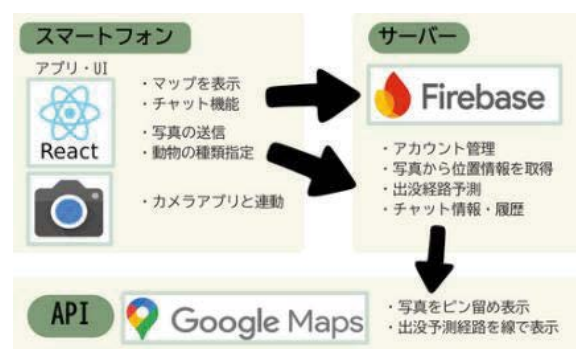 スマートフォン
アプリ・UI
React
・マップを表示
・チャット機能
・写真の送信
・動物の種類指定
・カメラアプリと連動
サーバー
Firebase
・アカウント管理
・写真から位置情報を取得
・出没経路予測
・チャット情報・履歴
API
Google Maps
・写真をピン留め表示
・出没予測経路を線で表示